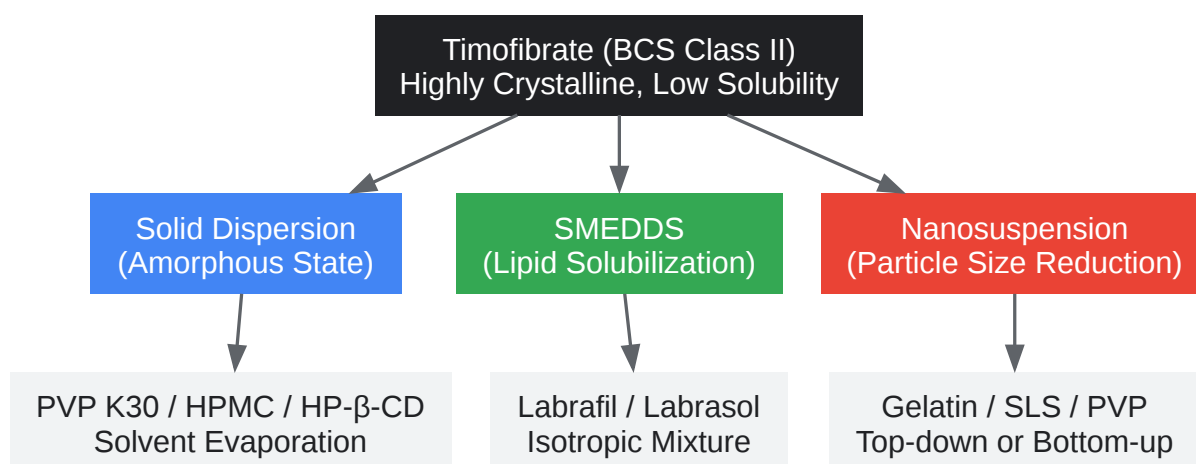 Timofibrate (BCS Class II)
Highly Crystalline, Low Solubility
Solid Dispersion
(Amorphous State)
SMEDDS
(Lipid Solubilization)
Nanosuspension
(Particle Size Reduction)
PVP K30 / HPMC / HP-β-CD
Solvent Evaporation
Labrafil / Labrasol
Isotropic Mixture
Gelatin / SLS / PVP
Top-down or Bottom-up